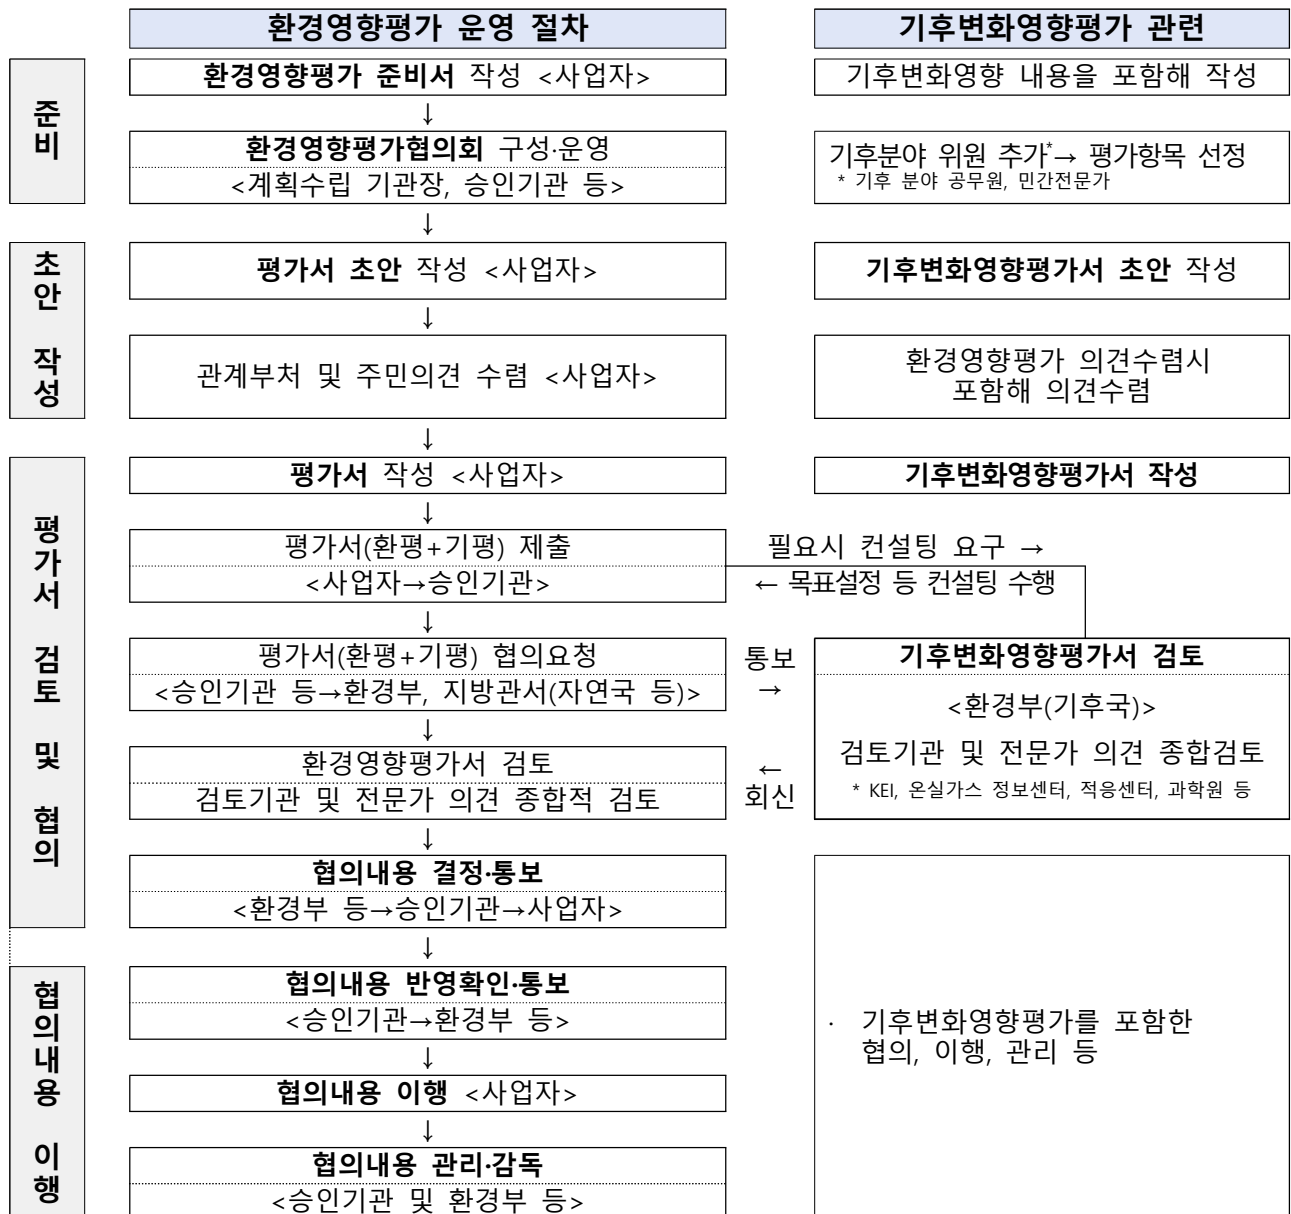 환경영향평가 운영 절차
기후변화영향평가 관련
준비
환경영향평가 준비서 작성 <사업자>
기후변화영향 내용을 포함해 작성
↓
환경영향평가협의회 구성·운영
<계획수립 기관장, 승인기관 등>
기후분야 위원 추가*→ 평가항목 선정
* 기후 분야 공무원, 민간전문가
↓
초안 작성
평가서 초안 작성 <사업자>
기후변화영향평가서 초안 작성
↓
관계부처 및 주민의견 수렴 <사업자>
환경영향평가 의견수렴시
포함해 의견수렴
↓
평가서 검토 및 협의
평가서 작성 <사업자>
기후변화영향평가서 작성
↓
평가서(환평+기평) 제출
<사업자→승인기관>
필요시 컨설팅 요구 →
← 목표설정 등 컨설팅 수행
↓
평가서(환평+기평) 협의요청
<승인기관 등→환경부, 지방관서(자연국 등)>
통보
→
기후변화영향평가서 검토
<환경부(기후국)>
검토기관 및 전문가 의견 종합검토
* KEI, 온실가스 정보센터, 적응센터, 과학원 등
↓
환경영향평가서 검토
검토기관 및 전문가 의견 종합적 검토
←
회신
↓
협의내용 결정·통보
<환경부 등→승인기관→사업자>
↓
협의내용 이행
협의내용 반영확인·통보
<승인기관→환경부 등>
· 기후변화영향평가를 포함한
협의, 이행, 관리 등
↓
협의내용 이행 <사업자>
↓
협의내용 관리·감독
<승인기관 및 환경부 등>